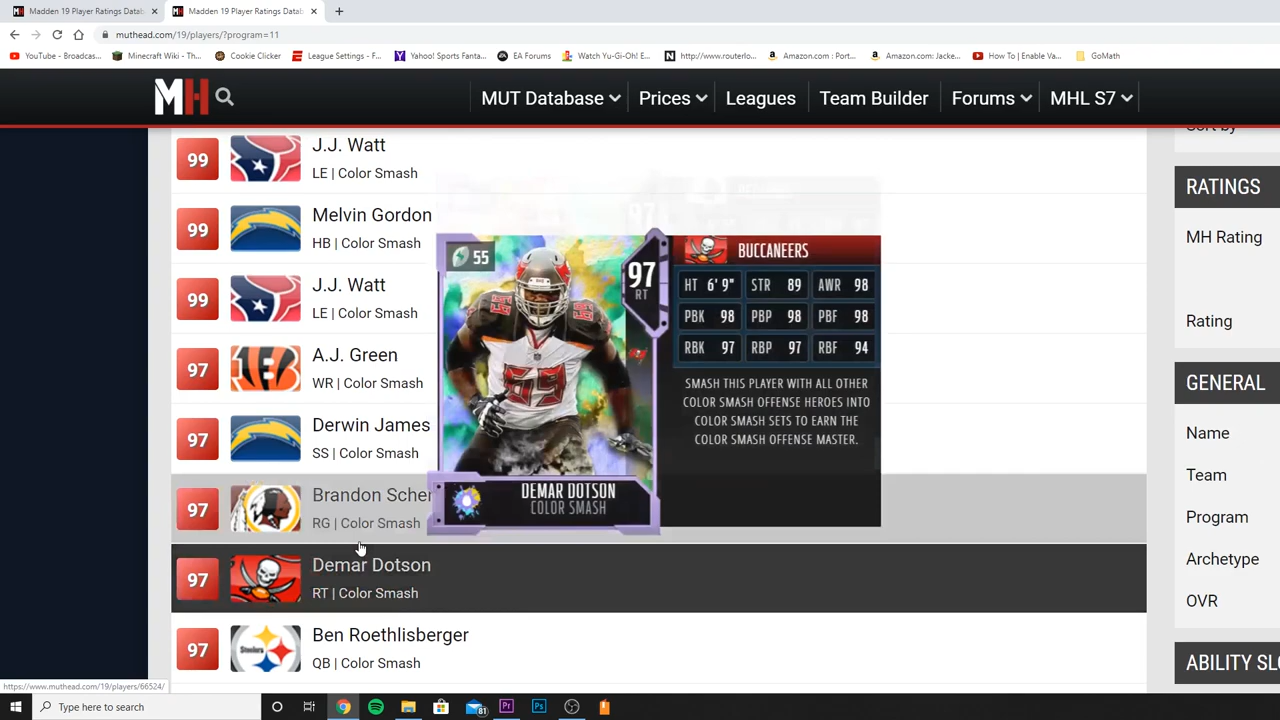 Madden 19 Player Ratings Datab
Madden 19 Player Ratings Datab
muthead.com/19/players/?program=11
YouTube - Broadcas...
Minecraft Wiki - Th...
Cookie Clicker
League Settings - F...
Yahoo! Sports Fanta...
EA Forums
Watch Yu-Gi-Oh! E...
http://www.routerlo...
Amazon.com : Port...
Amazon.com: Jacke...
How To | Enable Va...
GoMath
MH
MUT Database
Prices
Leagues
Team Builder
Forums
MHL S7
99
J.J. Watt
LE | Color Smash
99
Melvin Gordon
HB | Color Smash
99
J.J. Watt
LE | Color Smash
97
A.J. Green
WR | Color Smash
97
Derwin James
SS | Color Smash
97
Brandon Scher
RG | Color Smash
97
Demar Dotson
RT | Color Smash
97
Ben Roethlisberger
QB | Color Smash
55
97
RT
69
DEMAR DOTSON
COLOR SMASH
BUCCANEERS
HT 6' 9" STR 89 AWR 98
PBK 98 PBP 98 PBF 98
RBK 97 RBP 97 RBF 94
SMASH THIS PLAYER WITH ALL OTHER
COLOR SMASH OFFENSE HEROES INTO
COLOR SMASH SETS TO EARN THE
COLOR SMASH OFFENSE MASTER.
Sort by
RATINGS
MH Rating
Rating
GENERAL
Name
Team
Program
Archetype
OVR
ABILITY SLO
https://www.muthead.com/19/players/66524/
Type here to search
81
Pr
Ps